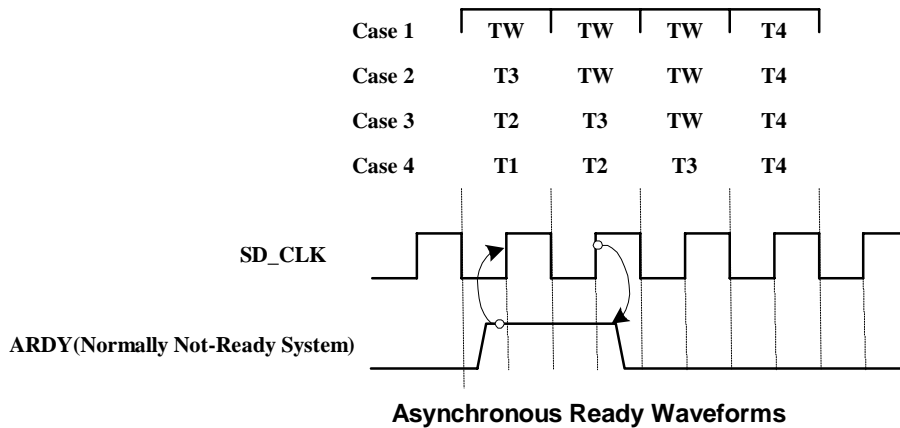 Case 1 TW TW TW T4
Case 2 T3 TW TW T4
Case 3 T2 T3 TW T4
Case 4 T1 T2 T3 T4
SD_CLK
ARDY(Normally Not-Ready System)
Asynchronous Ready Waveforms